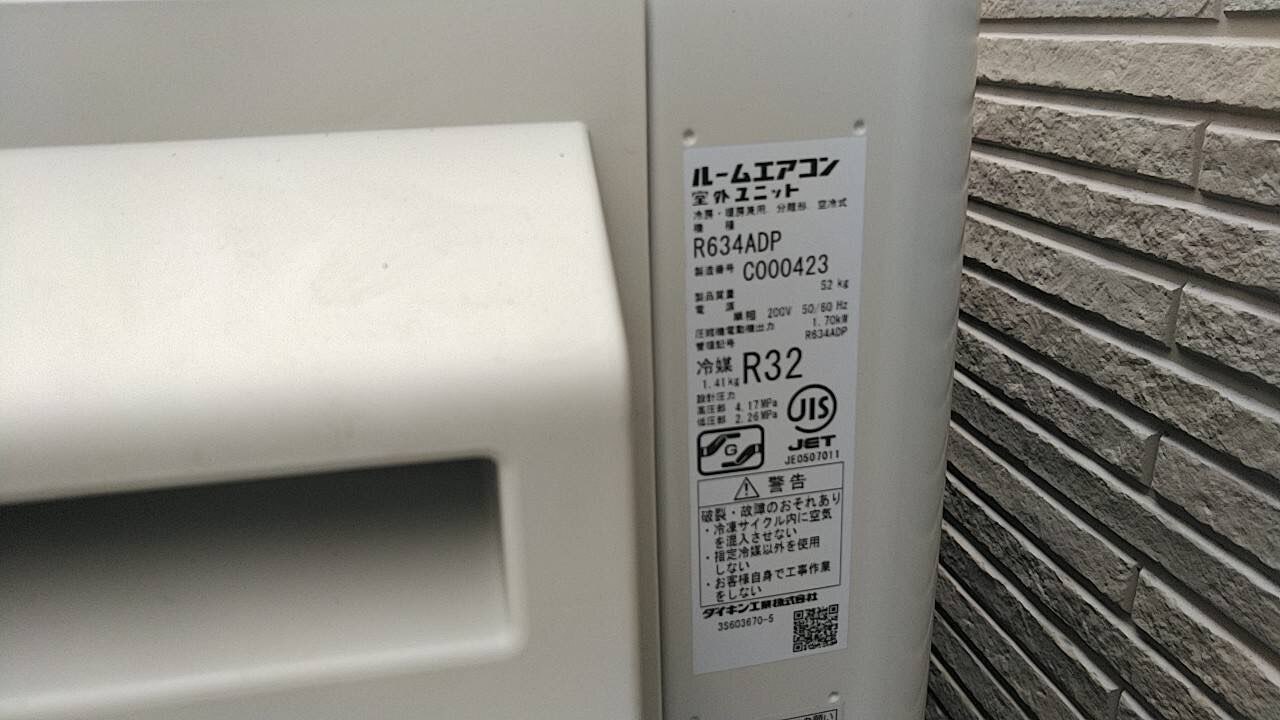 ルームエアコン
室外ユニット
冷房・暖房兼用 分離形 空冷式
機種
R634ADP
製造番号 C000423
製品質量 52 kg
電源 単相 200V 50/60 Hz
圧縮機電動機出力 1.70kW
管理記号 R634ADP
冷媒 R32
1.41kg
設計圧力
高圧部 4.17MPa
低圧部 2.26MPa
JIS
G
JET
JE0507011
警告
破裂・故障のおそれあり
・冷凍サイクル内に空気
を混入させない
・指定冷媒以外を使用
しない
・お客様自身で工事作業
をしない
ダイキン工業株式会社
3S603670-5